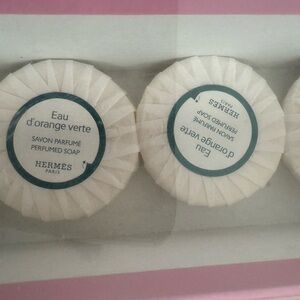 Eau
d'orange verte
SAVON PARFUMÉ
PERFUMED SOAP
HERMÈS
PARIS
Eau
d'orange verte
SAVON PARFUMÉ
PERFUMED SOAP
HERMÈS
PARIS